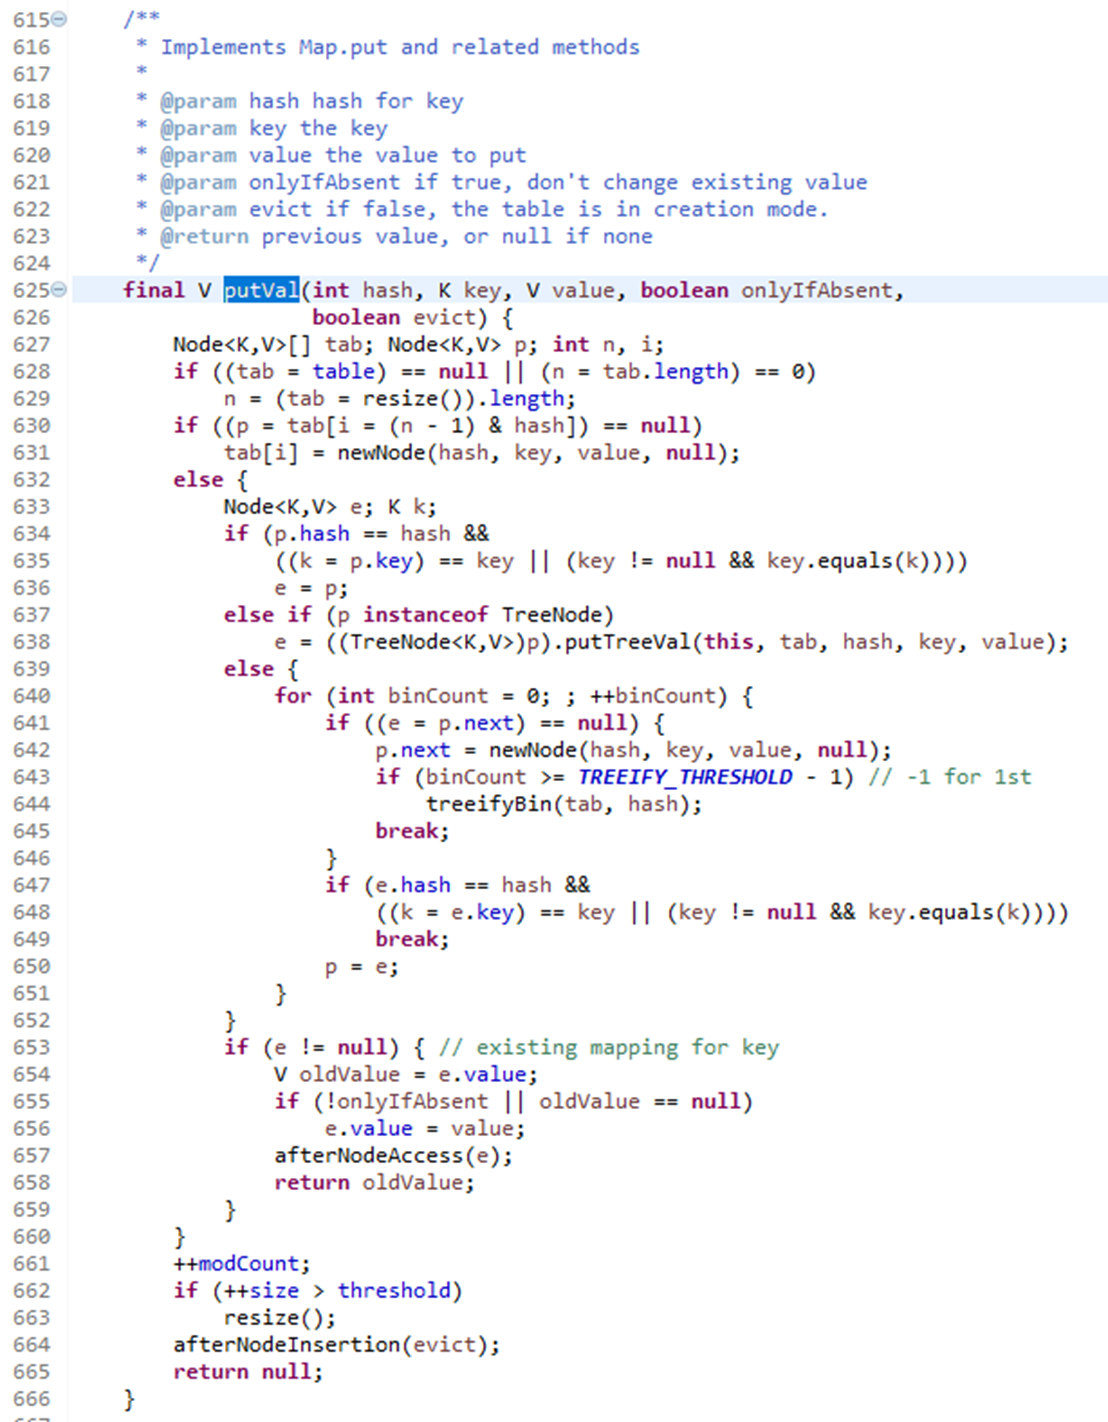 615 /**
616 * Implements Map.put and related methods
617 *
618 * @param hash hash for key
619 * @param key the key
620 * @param value the value to put
621 * @param onlyIfAbsent if true, don't change existing value
622 * @param evict if false, the table is in creation mode.
623 * @return previous value, or null if none
624 */
625 final V putVal(int hash, K key, V value, boolean onlyIfAbsent,
626 boolean evict) {
627 Node<K,V>[] tab; Node<K,V> p; int n, i;
628 if ((tab = table) == null || (n = tab.length) == 0)
629 n = (tab = resize()).length;
630 if ((p = tab[i = (n - 1) & hash]) == null)
631 tab[i] = newNode(hash, key, value, null);
632 else {
633 Node<K,V> e; K k;
634 if (p.hash == hash &&
635 ((k = p.key) == key || (key != null && key.equals(k))))
636 e = p;
637 else if (p instanceof TreeNode)
638 e = ((TreeNode<K,V>)p).putTreeVal(this, tab, hash, key, value);
639 else {
640 for (int binCount = 0; ; ++binCount) {
641 if ((e = p.next) == null) {
642 p.next = newNode(hash, key, value, null);
643 if (binCount >= TREEIFY_THRESHOLD - 1) // -1 for 1st
644 treeifyBin(tab, hash);
645 break;
646 }
647 if (e.hash == hash &&
648 ((k = e.key) == key || (key != null && key.equals(k))))
649 break;
650 p = e;
651 }
652 }
653 if (e != null) { // existing mapping for key
654 V oldValue = e.value;
655 if (!onlyIfAbsent || oldValue == null)
656 e.value = value;
657 afterNodeAccess(e);
658 return oldValue;
659 }
660 }
661 ++modCount;
662 if (++size > threshold)
663 resize();
664 afterNodeInsertion(evict);
665 return null;
666 }